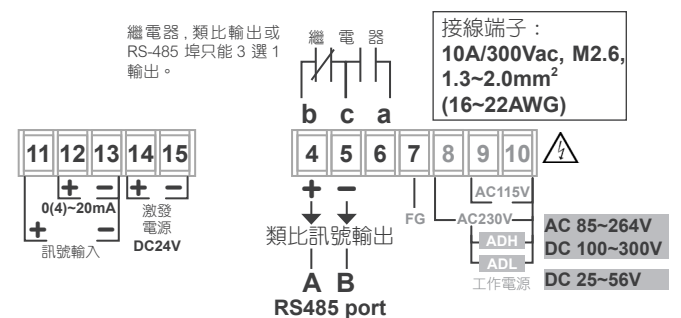 繼電器 , 類比輸出或
RS-485 埠只能 3 選 1
輸出。
繼 電 器
b c a
接線端子 :
10A/300Vac, M2.6,
1.3~2.0mm²
(16~22AWG)
11 12 13 14 15
+ − + −
0(4)~20mA
激發
電源
DC24V
+ −
訊號輸入
4 5 6 7 8 9 10
+ −
FG
AC115V
AC230V
ADH
ADL
工作電源
AC 85~264V
DC 100~300V
DC 25~56V
類比訊號輸出
A B
RS485 port